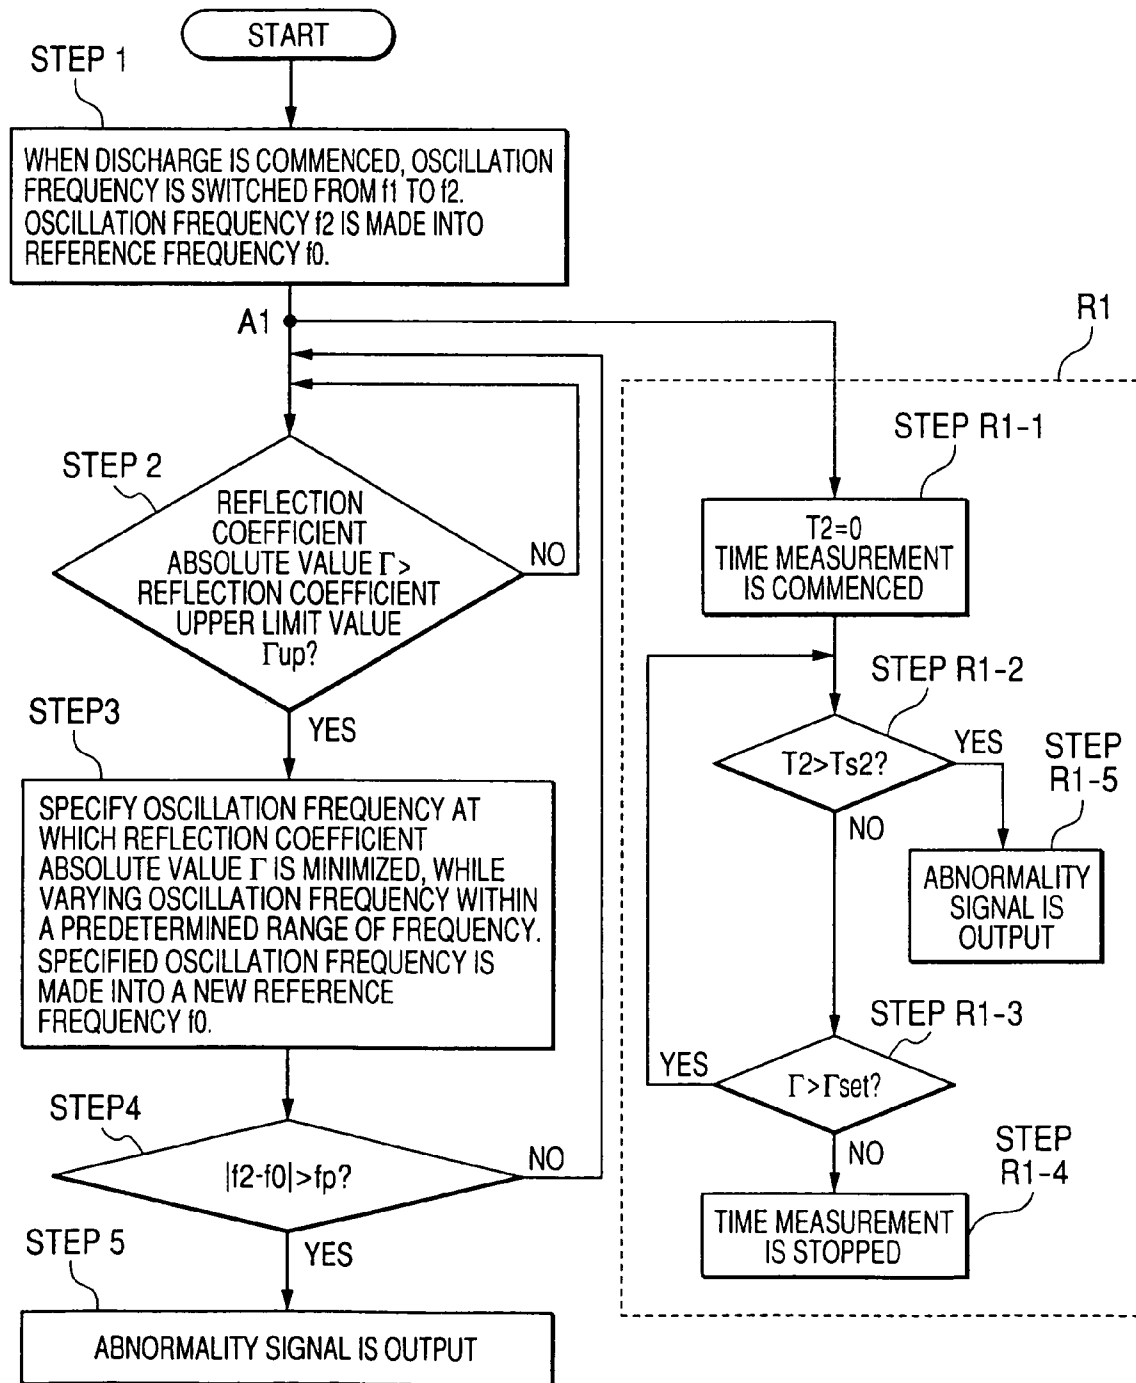 START
STEP 1
WHEN DISCHARGE IS COMMENCED, OSCILLATION
FREQUENCY IS SWITCHED FROM f1 TO f2.
OSCILLATION FREQUENCY f2 IS MADE INTO
REFERENCE FREQUENCY f0.
A1
STEP 2
REFLECTION
COEFFICIENT
ABSOLUTE VALUE Γ>
REFLECTION COEFFICIENT
UPPER LIMIT VALUE
Γup?
NO
YES
STEP3
SPECIFY OSCILLATION FREQUENCY AT
WHICH REFLECTION COEFFICIENT
ABSOLUTE VALUE Γ IS MINIMIZED, WHILE
VARYING OSCILLATION FREQUENCY WITHIN
A PREDETERMINED RANGE OF FREQUENCY.
SPECIFIED OSCILLATION FREQUENCY IS
MADE INTO A NEW REFERENCE
FREQUENCY f0.
STEP4
|f2-f0|>fp?
NO
YES
STEP 5
ABNORMALITY SIGNAL IS OUTPUT
R1
STEP R1-1
T2=0
TIME MEASUREMENT
IS COMMENCED
STEP R1-2
T2>Ts2?
YES
NO
STEP
R1-5
ABNORMALITY
SIGNAL IS
OUTPUT
STEP R1-3
Γ>Γset?
YES
NO
STEP
R1-4
TIME MEASUREMENT
IS STOPPED